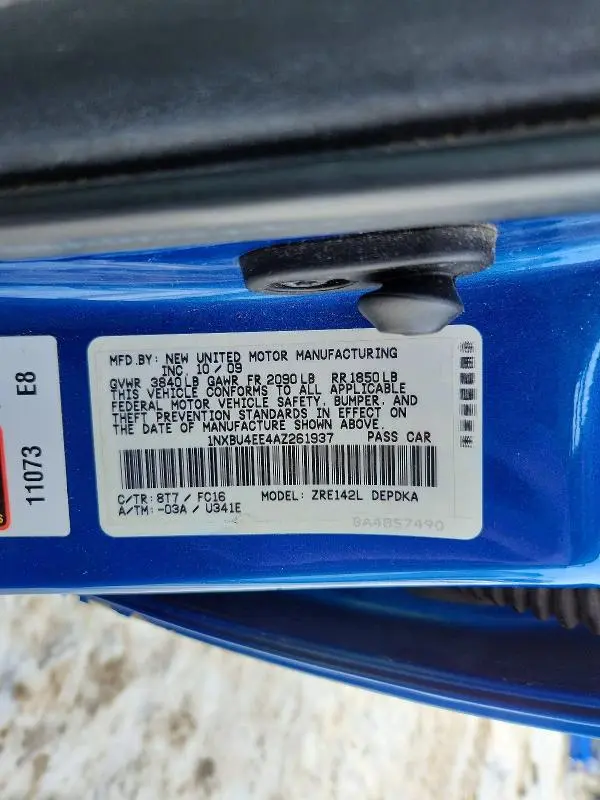 MFD.BY: NEW UNITED MOTOR MANUFACTURING
INC. 10 / 09
GVWR 3840 LB GAWR FR 2090 LB RR 1850 LB
THIS VEHICLE CONFORMS TO ALL APPLICABLE
FEDERAL MOTOR VEHICLE SAFETY, BUMPER, AND
THEFT PREVENTION STANDARDS IN EFFECT ON
THE DATE OF MANUFACTURE SHOWN ABOVE.
1NXBU4EE4AZ261937 PASS CAR
C/TR: 8T7 / FC16 MODEL: ZRE142L DEPDKA
A/TM: -03A / U341E
8A4857490
11073 E8